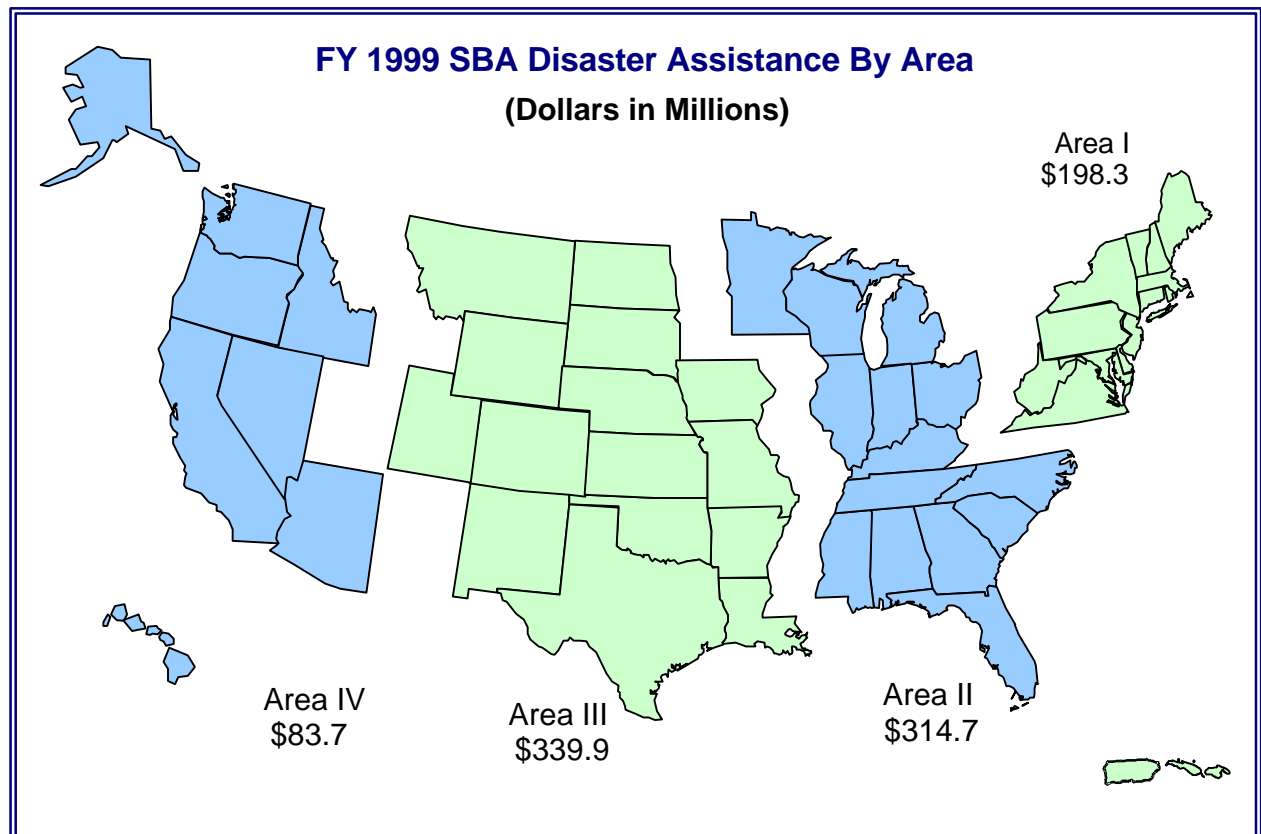 FY 1999 SBA Disaster Assistance By Area
(Dollars in Millions)
Area I
$198.3
Area IV
$83.7
Area III
$339.9
Area II
$314.7